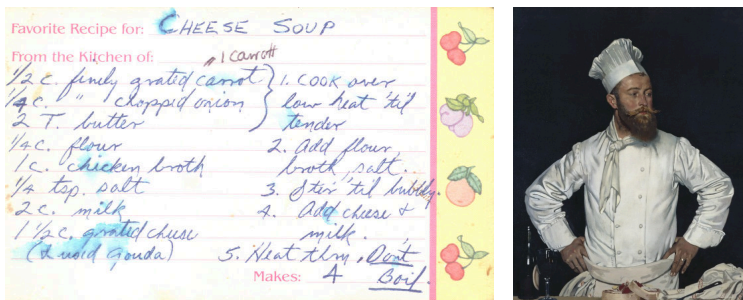 Favorite Recipe for: CHEESE SOUP
From the Kitchen of: 1 carrott
1/2 c. finely grated carrot } 1. COOK over
1/4 c. " choppid onion low heat 'til
2 T. butter tender
1/4 c. flour 2. Add flour,
1 c. chicken broth broth, salt.
1/4 tsp. salt 3. Stir 'til bubbly.
2 c. milk 4. Add cheese &
1 1/2 c. grated cheese milk.
(I used Gouda) 5. Heat thru. Don't
Makes: 4 Boil.